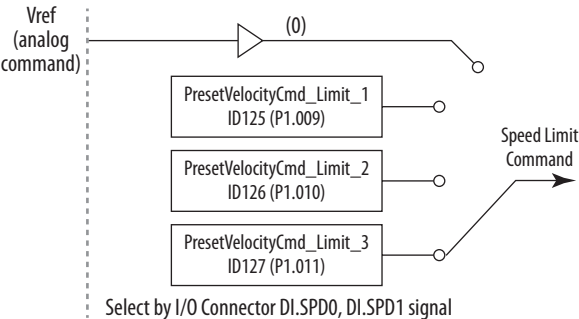 Vref
(analog
command)
(0)
PresetVelocityCmd_Limit_1
ID125 (P1.009)
PresetVelocityCmd_Limit_2
ID126 (P1.010)
Speed Limit
Command
PresetVelocityCmd_Limit_3
ID127 (P1.011)
Select by I/O Connector DI.SPD0, DI.SPD1 signal